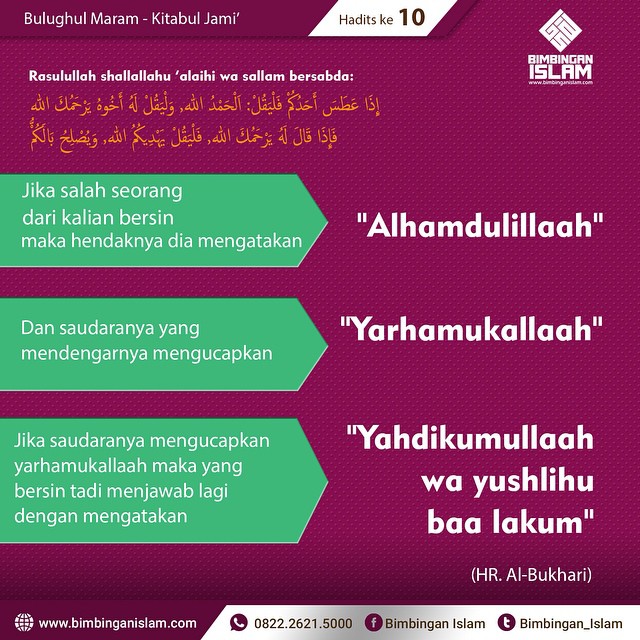 Bulughul Maram - Kitabul Jami’
Hadits ke 10
BIMBINGAN
ISLAM
www.bimbinganislam.com
Rasulullah shallallahu ‘alaihi wa sallam bersabda:
إِذَا عَطَسَ أَحَدُكُمْ فَلْيَقُلْ: اَلْحَمْدُ الله, وَلْيَقُلْ لَهُ أَخُوهُ يَرْحَمُكَ الله
فَإِذَا قَالَ لَهُ يَرْحَمُكَ الله, فَلْيَقُلْ يَهْدِيكُمُ الله, وَيُصْلِحُ بَالَكُمْ
Jika salah seorang
dari kalian bersin
maka hendaknya dia mengatakan
"Alhamdulillaah"
Dan saudaranya yang
mendengarnya mengucapkan
"Yarhamukallaah"
Jika saudaranya mengucapkan
yarhamukallaah maka yang
bersin tadi menjawab lagi
dengan mengatakan
"Yahdikumullaah
wa yushlihu
baa lakum"
(HR. Al-Bukhari)
www.bimbinganislam.com
0822.2621.5000
Bimbingan Islam
Bimbingan_Islam